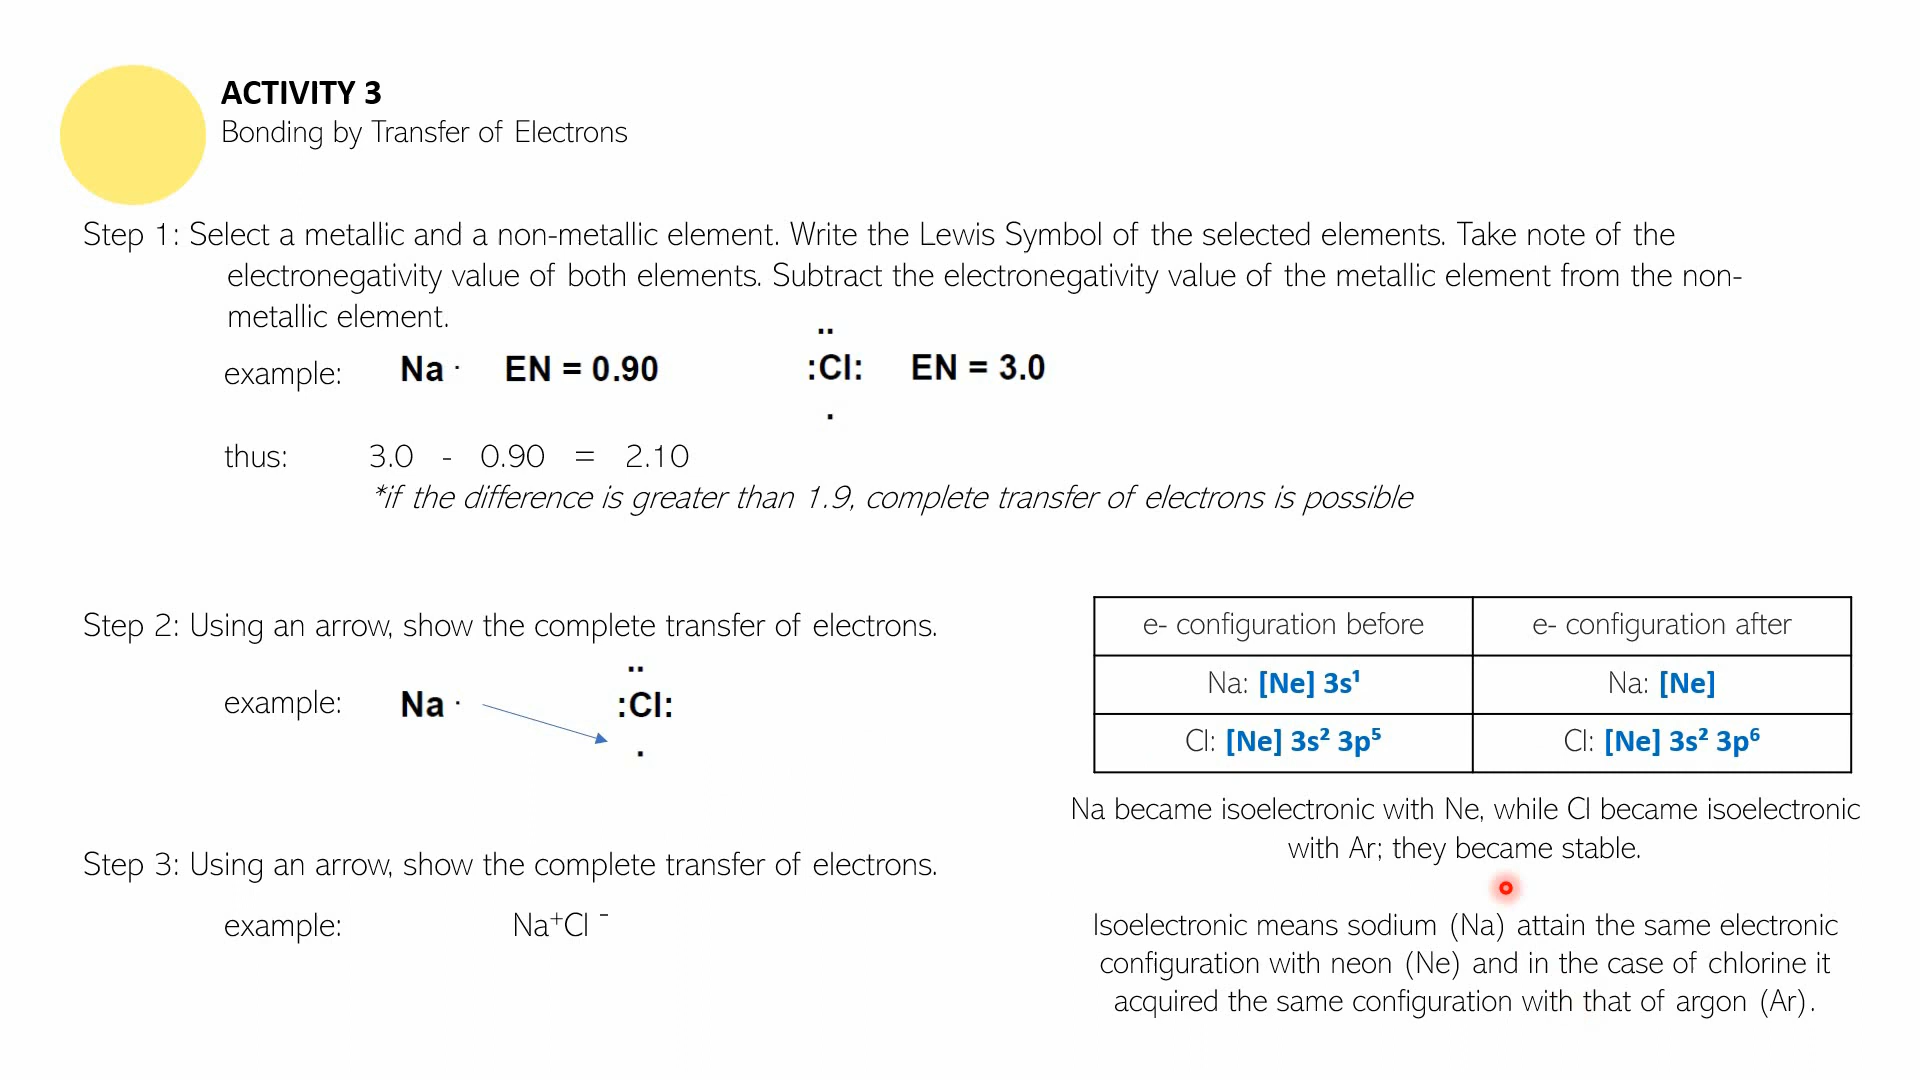 ACTIVITY 3
Bonding by Transfer of Electrons
Step 1: Select a metallic and a non-metallic element. Write the Lewis Symbol of the selected elements. Take note of the
electronegativity value of both elements. Subtract the electronegativity value of the metallic element from the non-
metallic element.
example: Na · EN = 0.90 :Cl: EN = 3.0
thus: 3.0 - 0.90 = 2.10
*if the difference is greater than 1.9, complete transfer of electrons is possible
Step 2: Using an arrow, show the complete transfer of electrons.
example: Na · :Cl:
Step 3: Using an arrow, show the complete transfer of electrons.
example: Na⁺Cl ⁻
e- configuration before e- configuration after
Na: [Ne] 3s¹ Na: [Ne]
Cl: [Ne] 3s² 3p⁵ Cl: [Ne] 3s² 3p⁶
Na became isoelectronic with Ne, while Cl became isoelectronic
with Ar; they became stable.
Isoelectronic means sodium (Na) attain the same electronic
configuration with neon (Ne) and in the case of chlorine it
acquired the same configuration with that of argon (Ar).